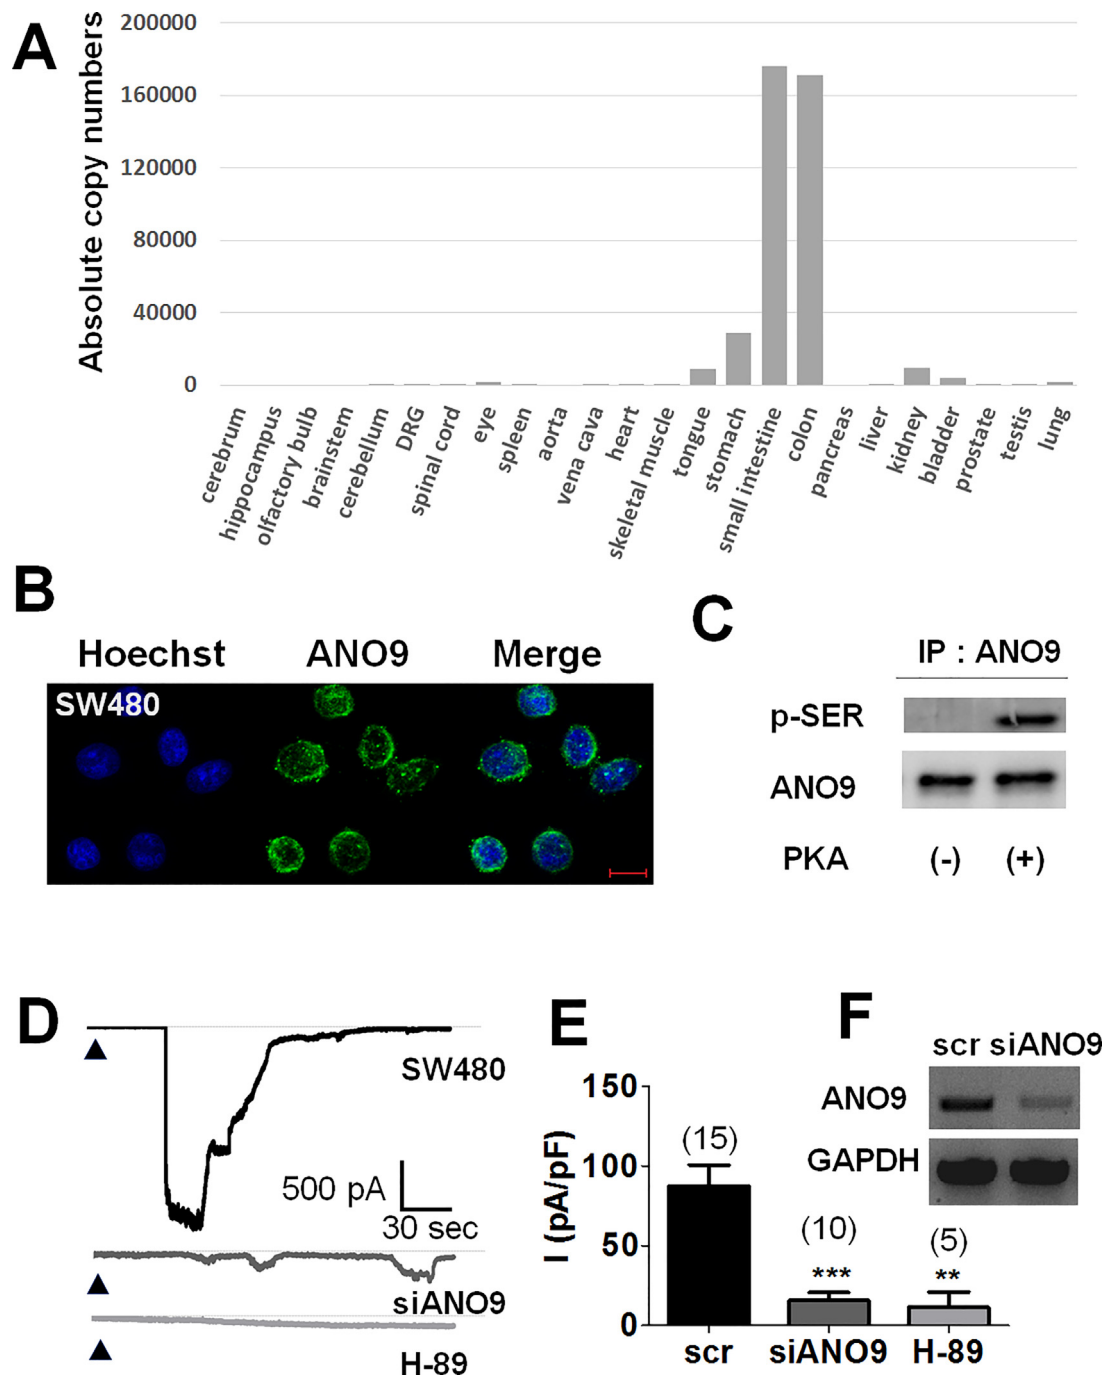 A
Absolute copy numbers
200000
160000
120000
80000
40000
0
cerebrum
hippocampus
olfactory bulb
brainstem
cerebellum
DRG
spinal cord
eye
spleen
aorta
vena cava
heart
skeletal muscle
tongue
stomach
small intestine
colon
pancreas
liver
kidney
bladder
prostate
testis
lung
B
Hoechst ANO9 Merge
SW480
C
IP : ANO9
p-SER
ANO9
PKA (-) (+)
D
SW480
500 pA
30 sec
siANO9
H-89
E
I (pA/pF)
150
100
50
0
(15)
(10)
(5)
*** **
scr siANO9 H-89
F
scr siANO9
ANO9
GAPDH